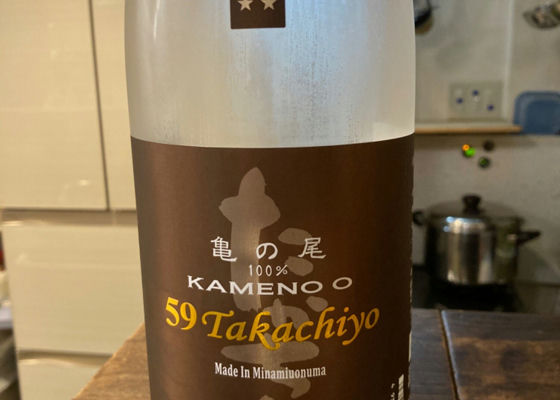 亀の尾
100%
KAMENO O
59 Takachiyo
Made In Minamiuonuma